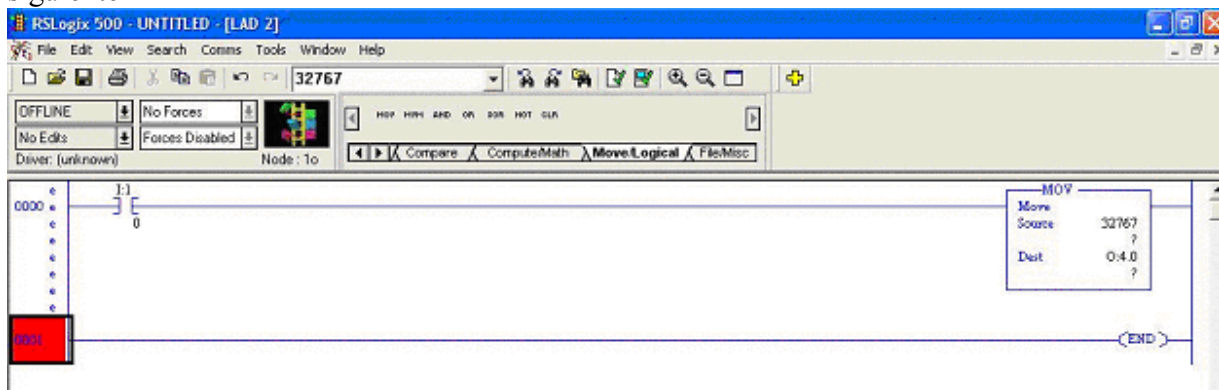 RSLogix 500 - UNTITLED - [LAD 2]
File Edit View Search Comms Tools Window Help
32767
OFFLINE No Forces
No Edits Forces Disabled
Driver: (unknown) Node : 1o
MOV MVM AND OR XOR NOT CLR
Compare Compute/Math Move/Logical File/Misc
0000
e
e
e
e
e
e
e
e
I:1
0
MOV
Move
Source 32767
?
Dest O:4.0
?
0001
END